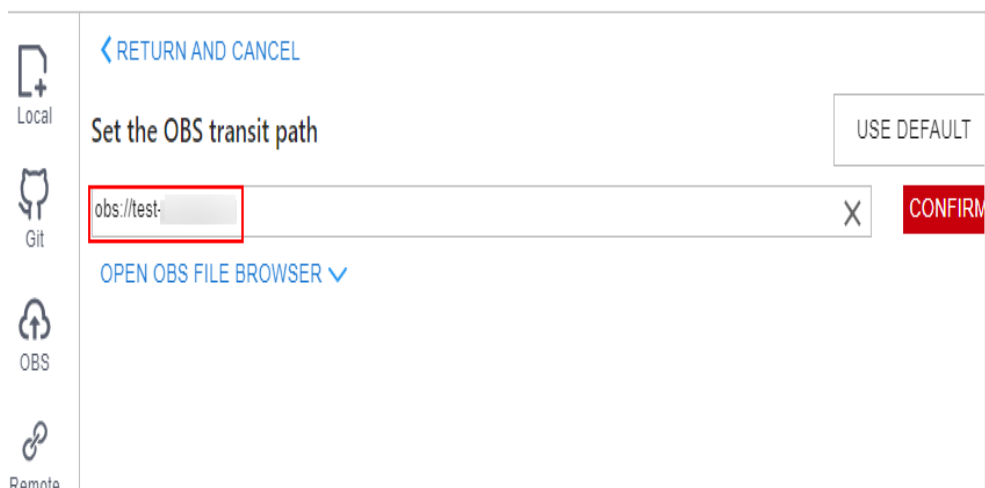 RETURN AND CANCEL
Local
Set the OBS transit path
USE DEFAULT
obs://test-
CONFIRM
Git
OPEN OBS FILE BROWSER
OBS
Remote